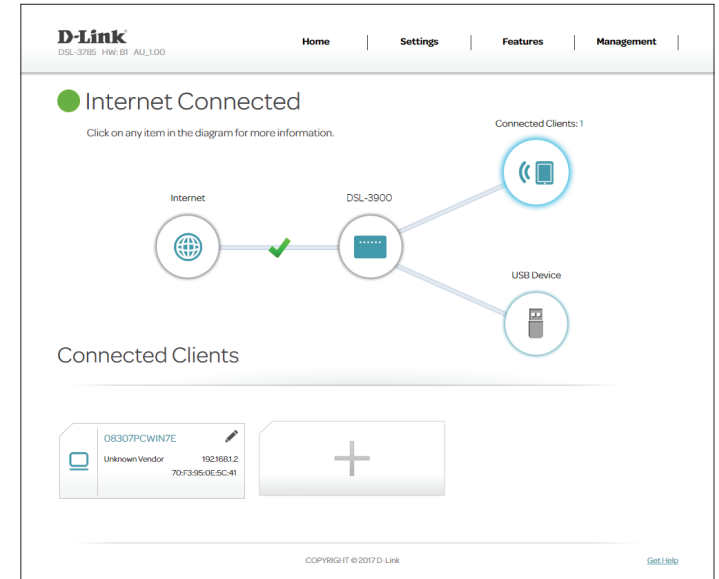 D-Link
DSL-3785 HW: B1 AU_1.00
Home
Settings
Features
Management
Internet Connected
Click on any item in the diagram for more information.
Connected Clients: 1
Internet
DSL-3900
USB Device
Connected Clients
08307PCWIN7E
Unknown Vendor 192.168.1.2
70:F3:95:0E:5C:41
COPYRIGHT © 2017 D-Link
Get Help